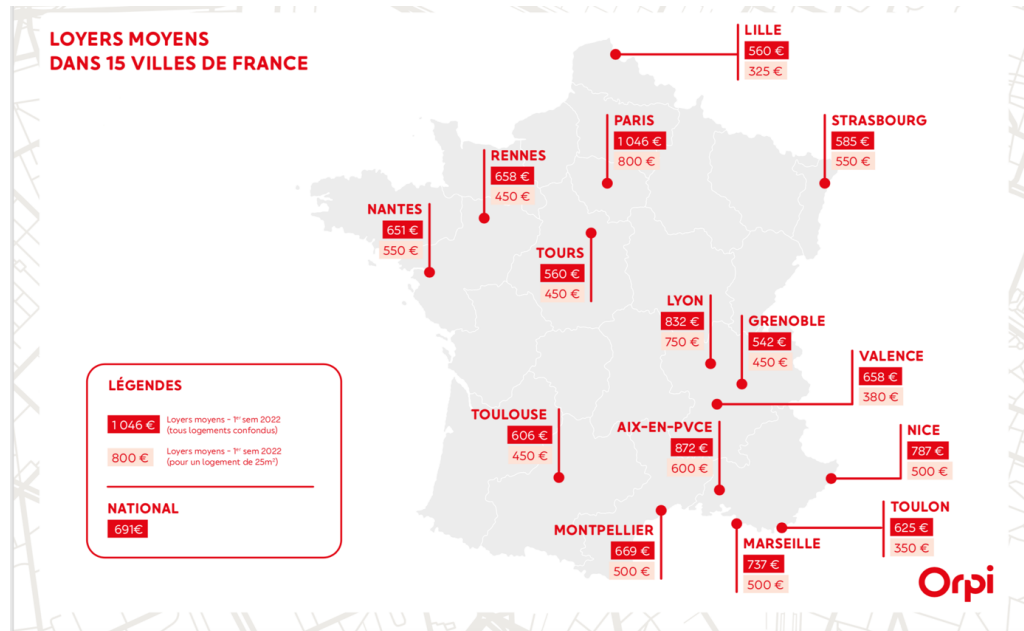 LOYERS MOYENS
DANS 15 VILLES DE FRANCE
LILLE
560 €
325 €
PARIS
1 046 €
800 €
STRASBOURG
585 €
550 €
RENNES
658 €
450 €
NANTES
651 €
550 €
TOURS
560 €
450 €
LYON
832 €
750 €
GRENOBLE
542 €
450 €
VALENCE
658 €
380 €
TOULOUSE
606 €
450 €
AIX-EN-PVCE
872 €
600 €
NICE
787 €
500 €
TOULON
625 €
350 €
MONTPELLIER
669 €
500 €
MARSEILLE
737 €
500 €
LÉGENDES
1 046 €
Loyers moyens - 1er sem 2022
(tous logements confondus)
800 €
Loyers moyens - 1er sem 2022
(pour un logement de 25m²)
NATIONAL
691€
Orpi